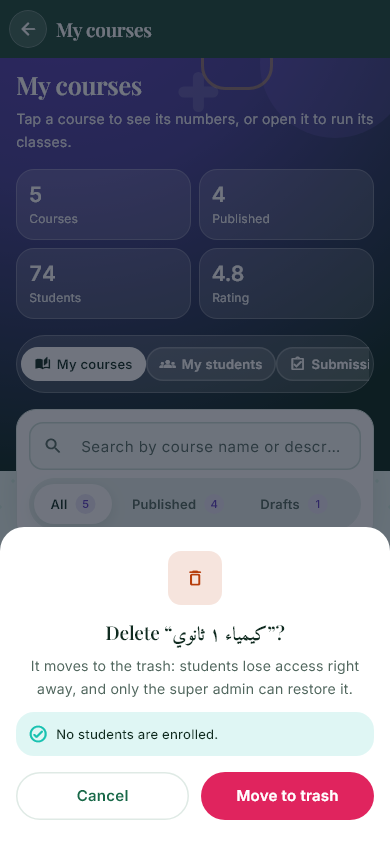 My courses
My courses
Tap a course to see its numbers, or open it to run its
classes.
5
Courses
4
Published
74
Students
4.8
Rating
My courses
My students
Submissi
Search by course name or descr...
All 5
Published 4
Drafts 1
Delete “كيمياء ١ ثانوي”?
It moves to the trash: students lose access right
away, and only the super admin can restore it.
No students are enrolled.
Cancel
Move to trash